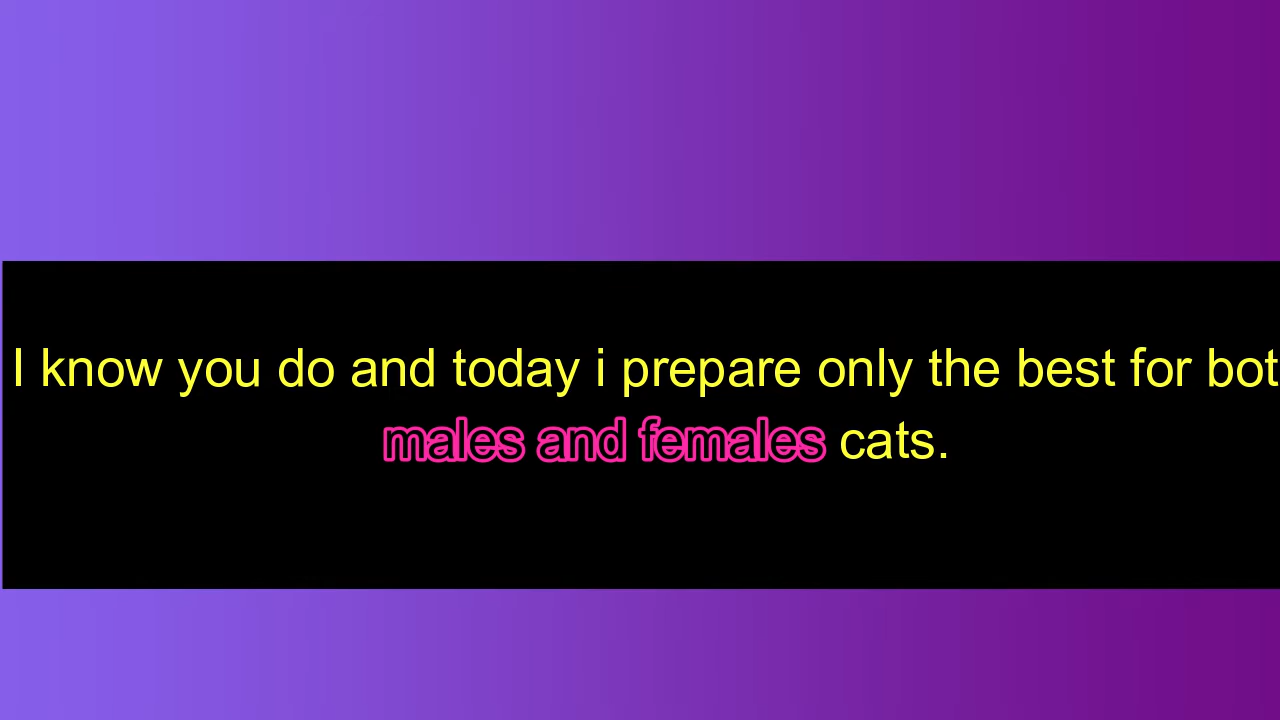 I know you do and today i prepare only the best for bot
males and females cats.